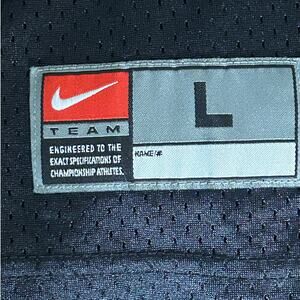 TEAM
ENGINEERED TO THE
EXACT SPECIFICATIONS OF
CHAMPIONSHIP ATHLETES.
L
NAME/#